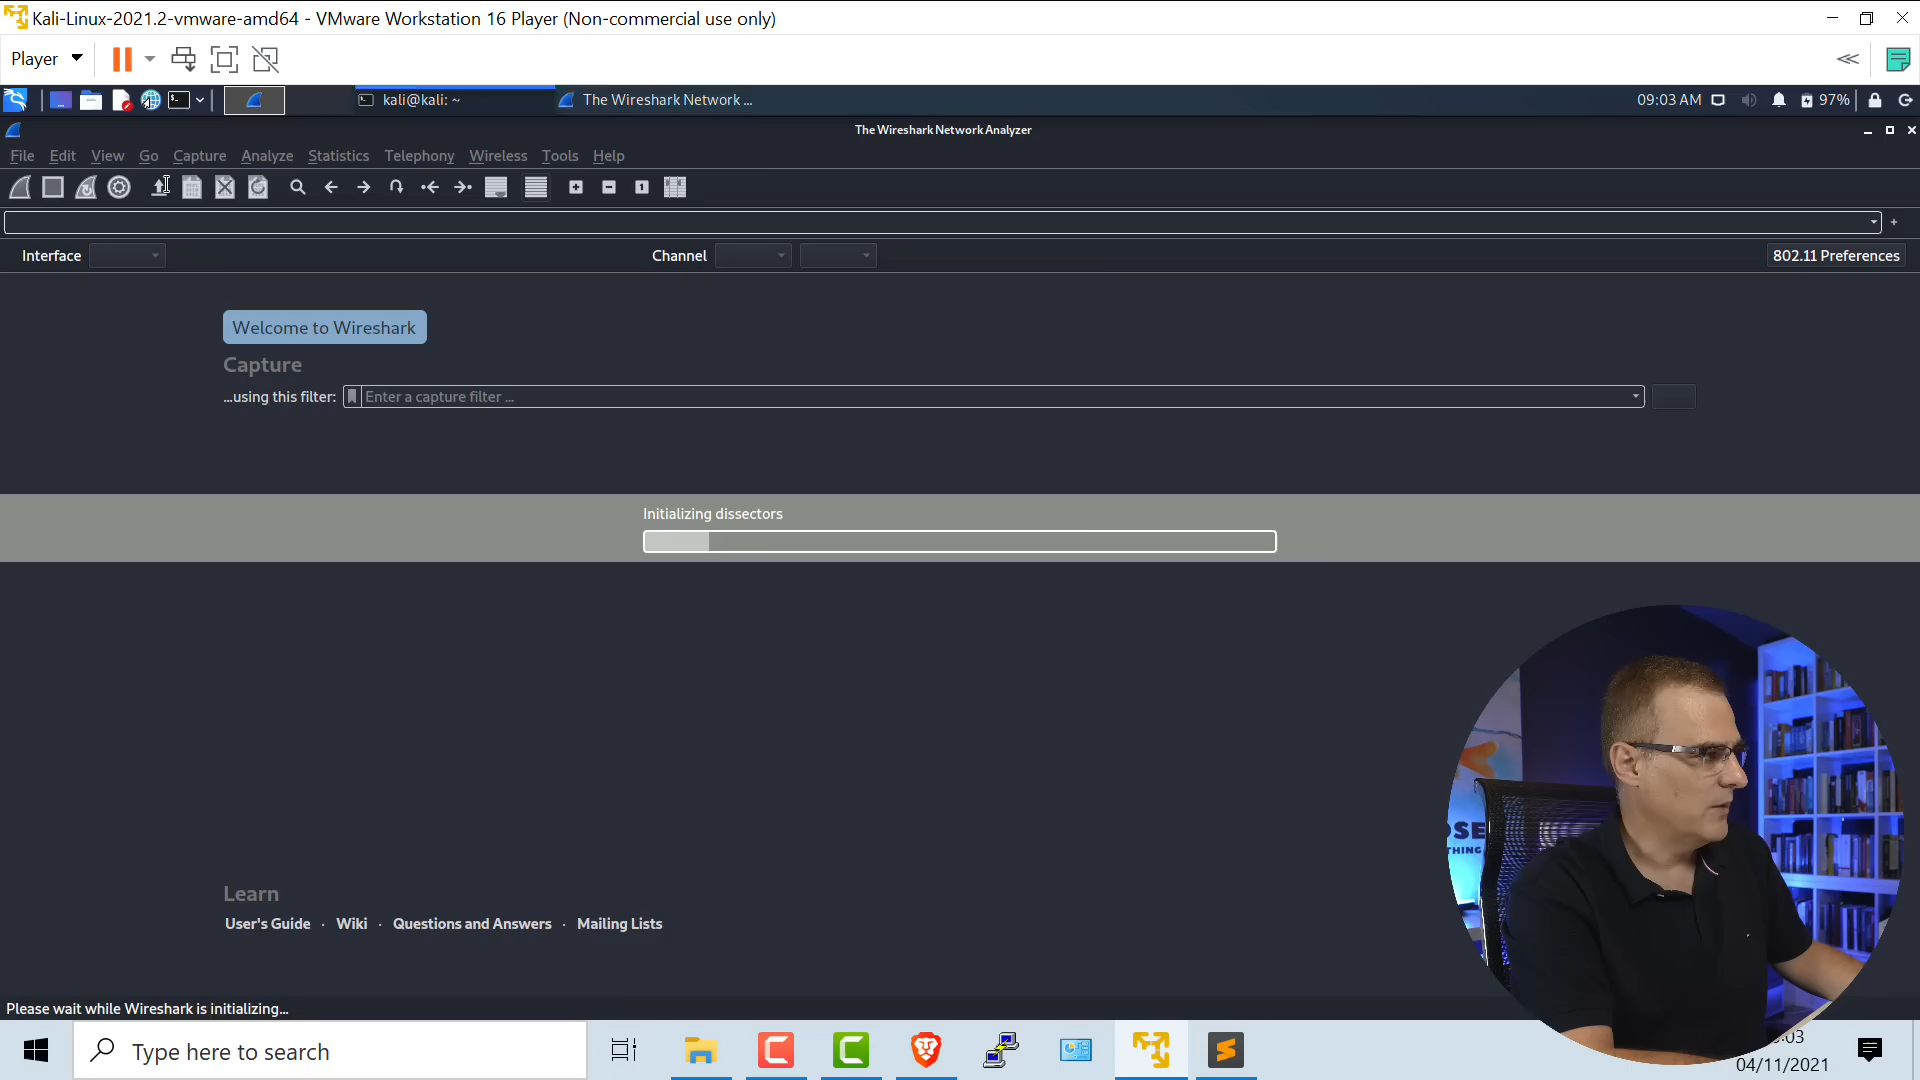 Kali-Linux-2021.2-vmware-amd64 - VMware Workstation 16 Player (Non-commercial use only)
Player
kali@kali: ~
The Wireshark Network ...
09:03 AM
97%
The Wireshark Network Analyzer
File Edit View Go Capture Analyze Statistics Telephony Wireless Tools Help
Interface
Channel
802.11 Preferences
Welcome to Wireshark
Capture
...using this filter:
Enter a capture filter ...
Initializing dissectors
Learn
User's Guide · Wiki · Questions and Answers · Mailing Lists
Please wait while Wireshark is initializing...
Type here to search
04/11/2021